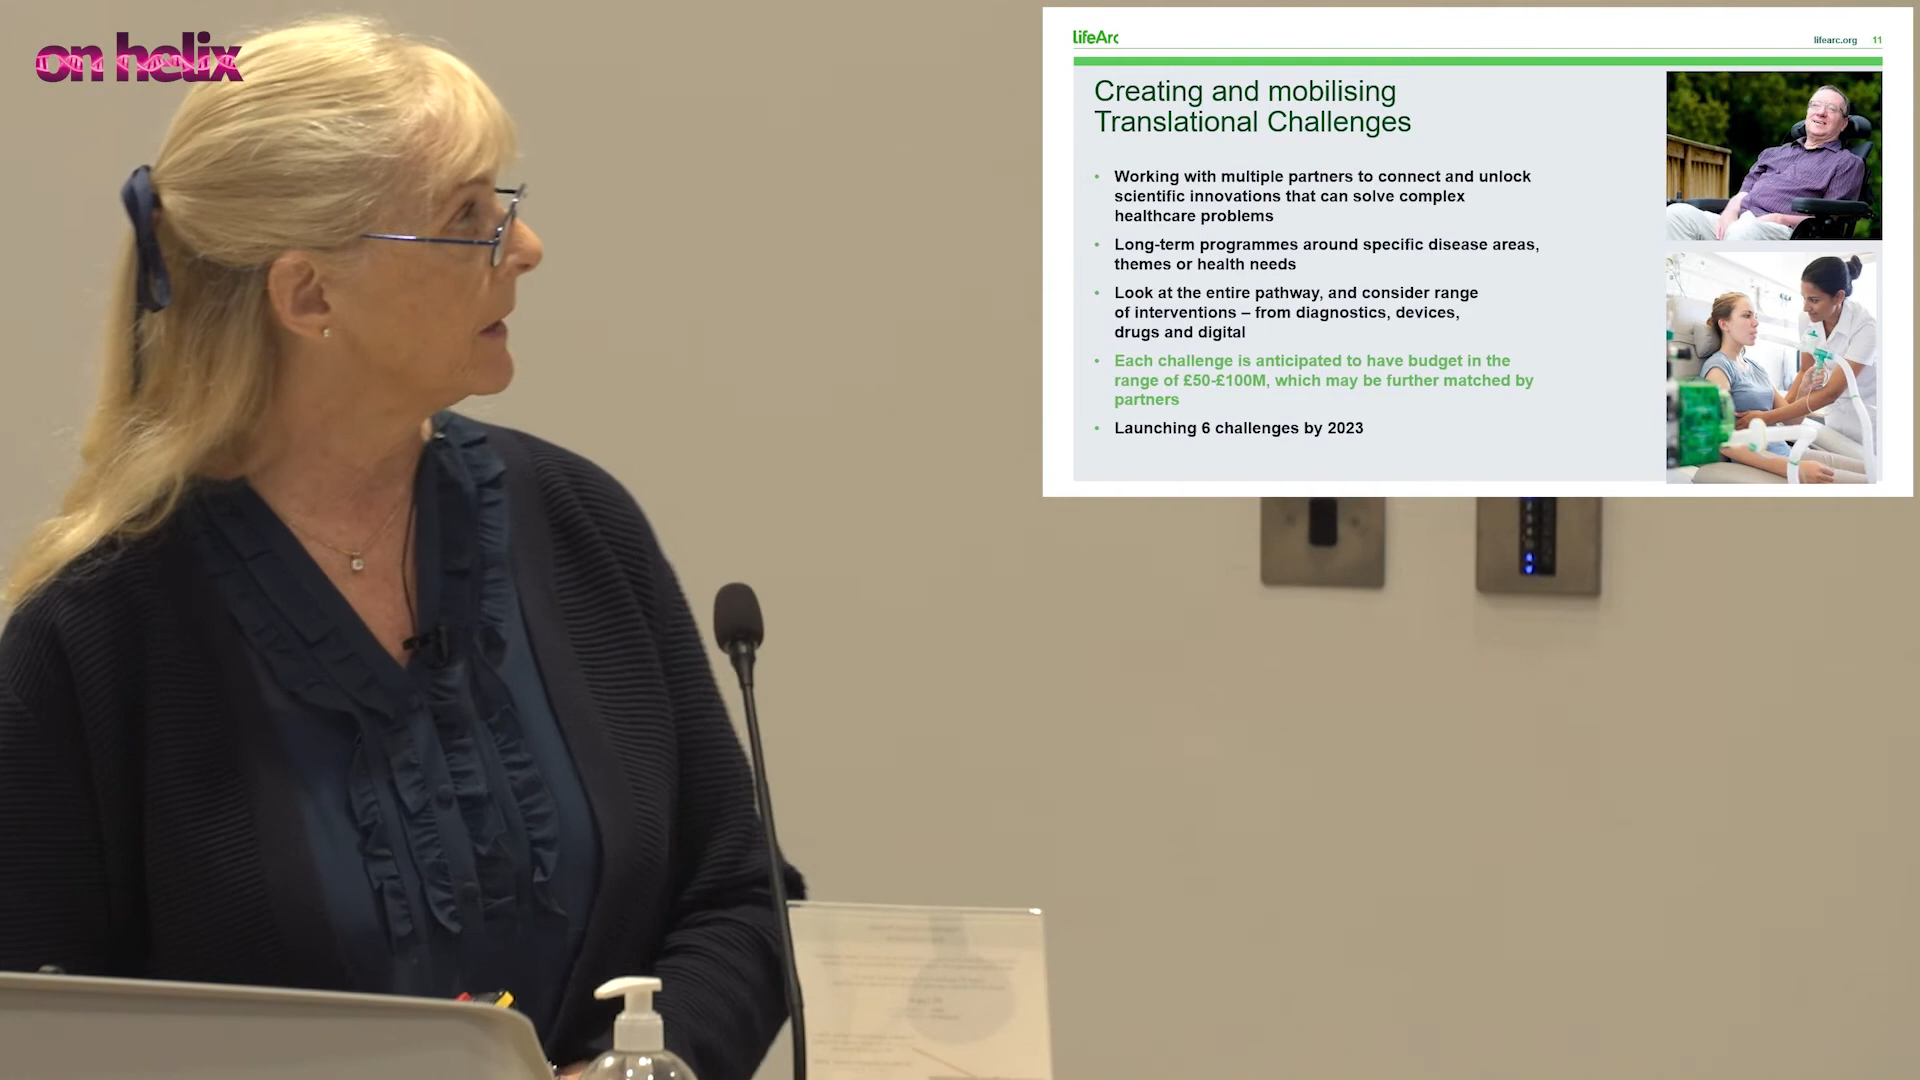 on helix
LifeArc
lifearc.org 11
Creating and mobilising
Translational Challenges
• Working with multiple partners to connect and unlock
scientific innovations that can solve complex
healthcare problems
• Long-term programmes around specific disease areas,
themes or health needs
• Look at the entire pathway, and consider range
of interventions – from diagnostics, devices,
drugs and digital
• Each challenge is anticipated to have budget in the
range of £50-£100M, which may be further matched by
partners
• Launching 6 challenges by 2023